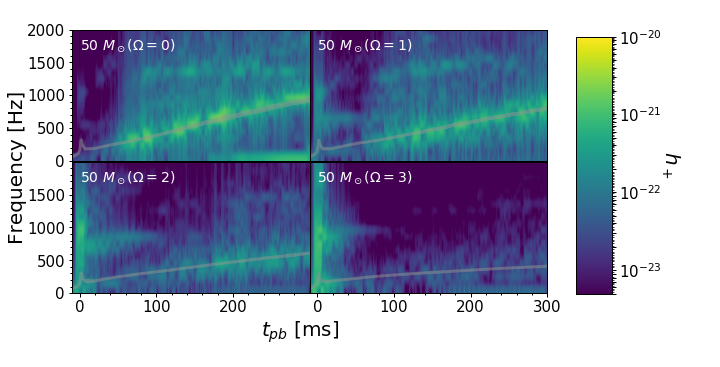 2000
1500
1000
500
0
50 M⊙(Ω = 0)
50 M⊙(Ω = 1)
1500
1000
500
0
50 M⊙(Ω = 2)
50 M⊙(Ω = 3)
Frequency [Hz]
0 100 200
0 100 200 300
t_pb [ms]
10^−20
10^−21
10^−22
10^−23
h_+